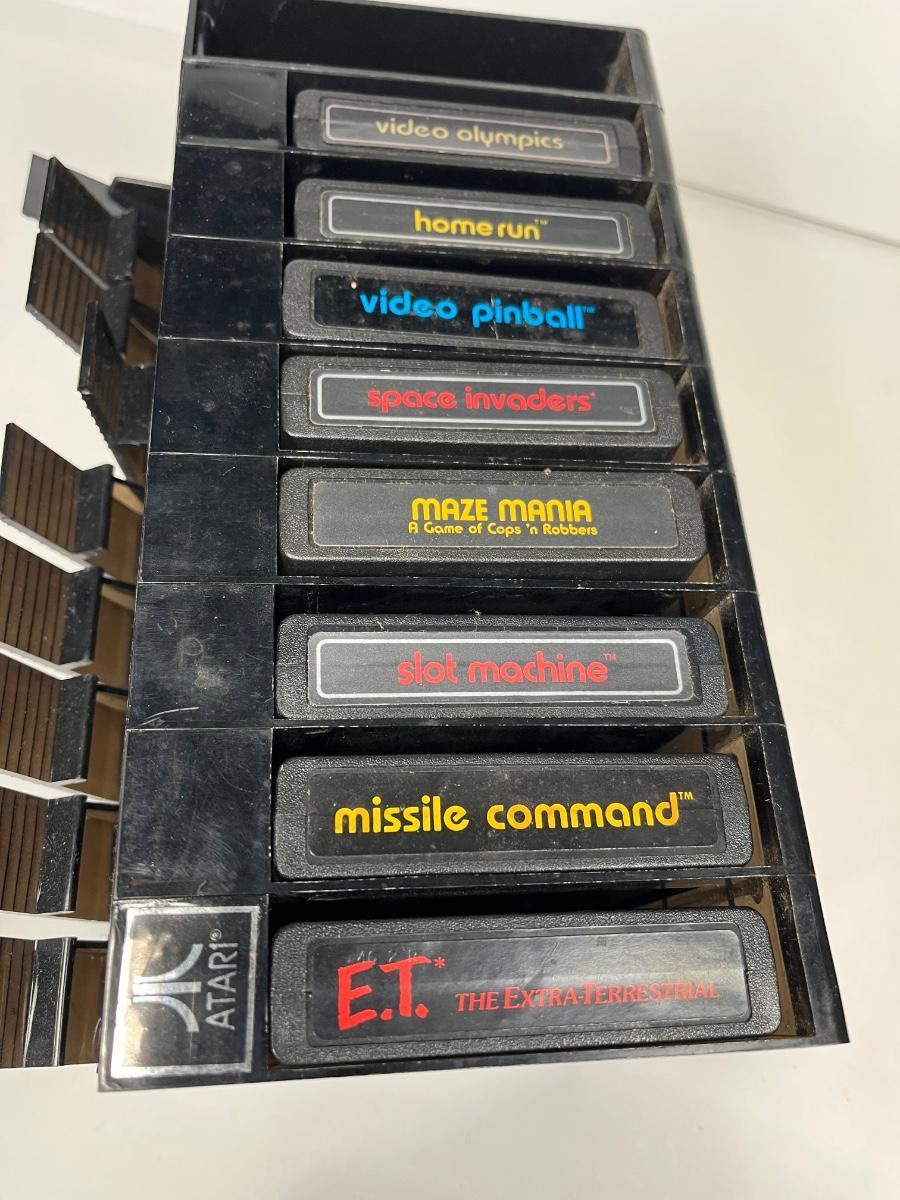 video olympics
home run™
video pinball™
space invaders*
MAZE MANIA
A Game of Cops 'n Robbers
slot machine™
missile command™
E.T.* THE EXTRA-TERRESTRIAL
ATARI®